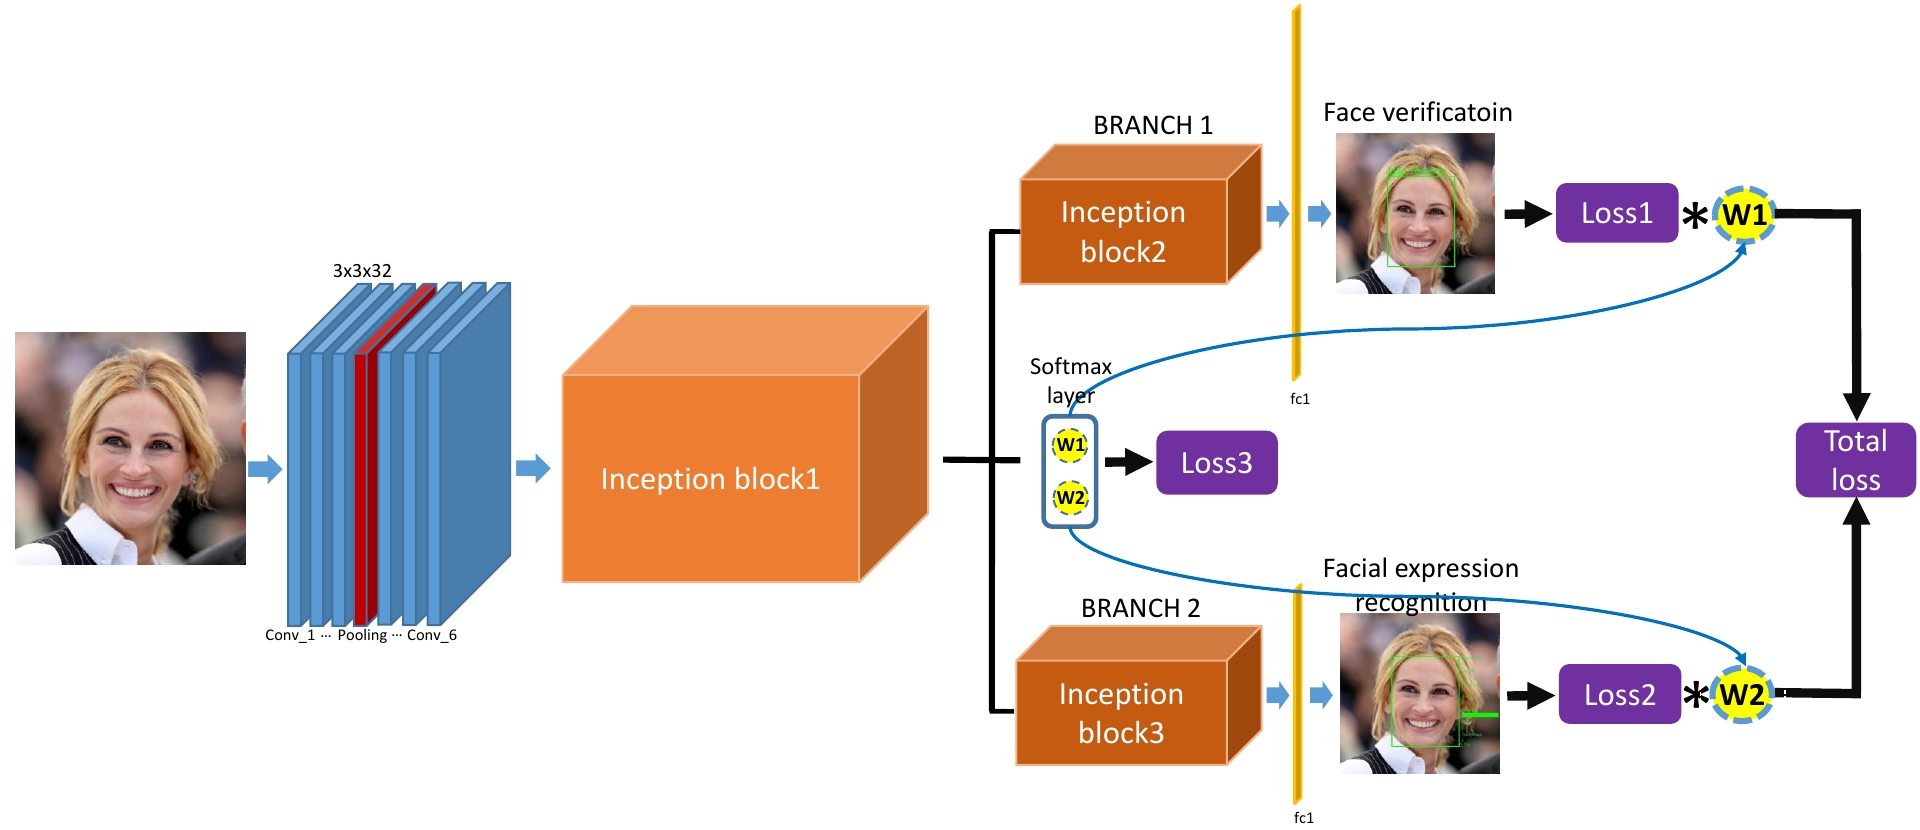 3x3x32
Conv_1 ... Pooling ... Conv_6
Inception block1
BRANCH 1
Inception
block2
fc1
Face verificatoin
Loss1
*
W1
Softmax
layer
W1
W2
Loss3
Total
loss
BRANCH 2
Inception
block3
fc1
Facial expression
recognition
Loss2
*
W2